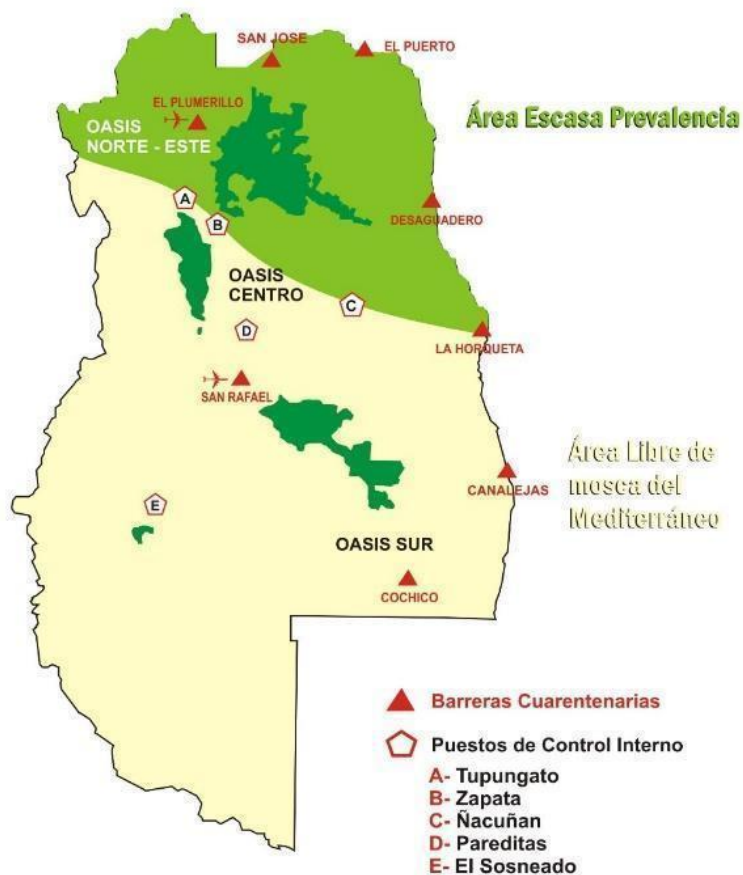 SAN JOSE
EL PUERTO
EL PLUMERILLO
OASIS
NORTE - ESTE
Área Escasa Prevalencia
DESAGUADERO
A
B
OASIS
CENTRO
C
D
LA HORQUETA
SAN RAFAEL
Área Libre de
mosca del
Mediterráneo
CANALEJAS
E
OASIS SUR
COCHICO
Barreras Cuarentenarias
Puestos de Control Interno
A- Tupungato
B- Zapata
C- Ñacuñan
D- Pareditas
E- El Sosneado